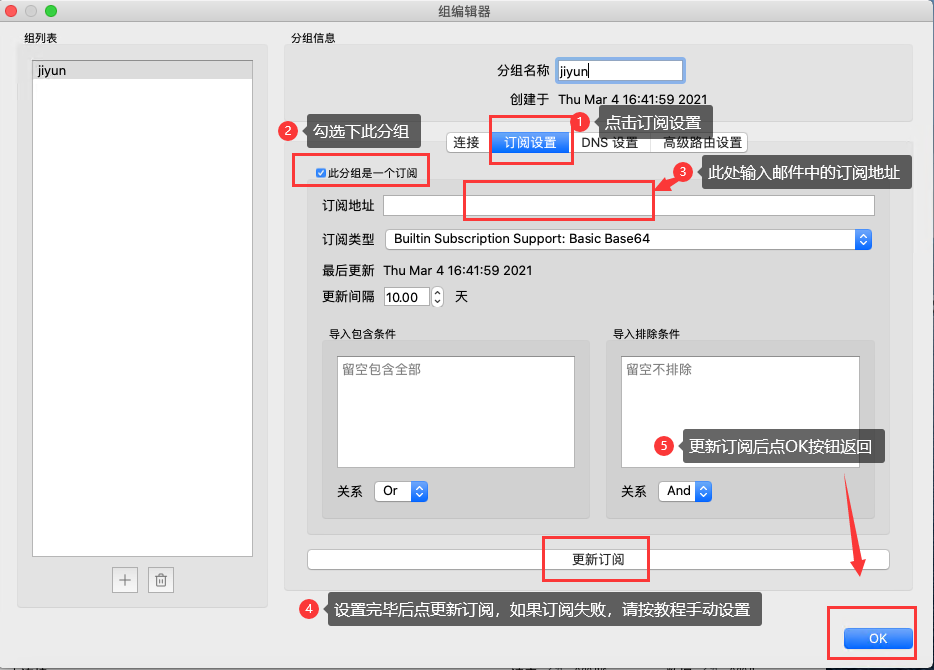 组编辑器
组列表
jiyun
分组信息
分组名称 jiyun
创建于 Thu Mar 4 16:41:59 2021
1 点击订阅设置
2 勾选下此分组
连接 订阅设置 DNS 设置 高级路由设置
此分组是一个订阅
3 此处输入邮件中的订阅地址
订阅地址
订阅类型 Builtin Subscription Support: Basic Base64
最后更新 Thu Mar 4 16:41:59 2021
更新间隔 10.00 天
导入包含条件
留空包含全部
关系 Or
导入排除条件
留空不排除
5 更新订阅后点OK按钮返回
关系 And
更新订阅
4 设置完毕后点更新订阅，如果订阅失败，请按教程手动设置
OK